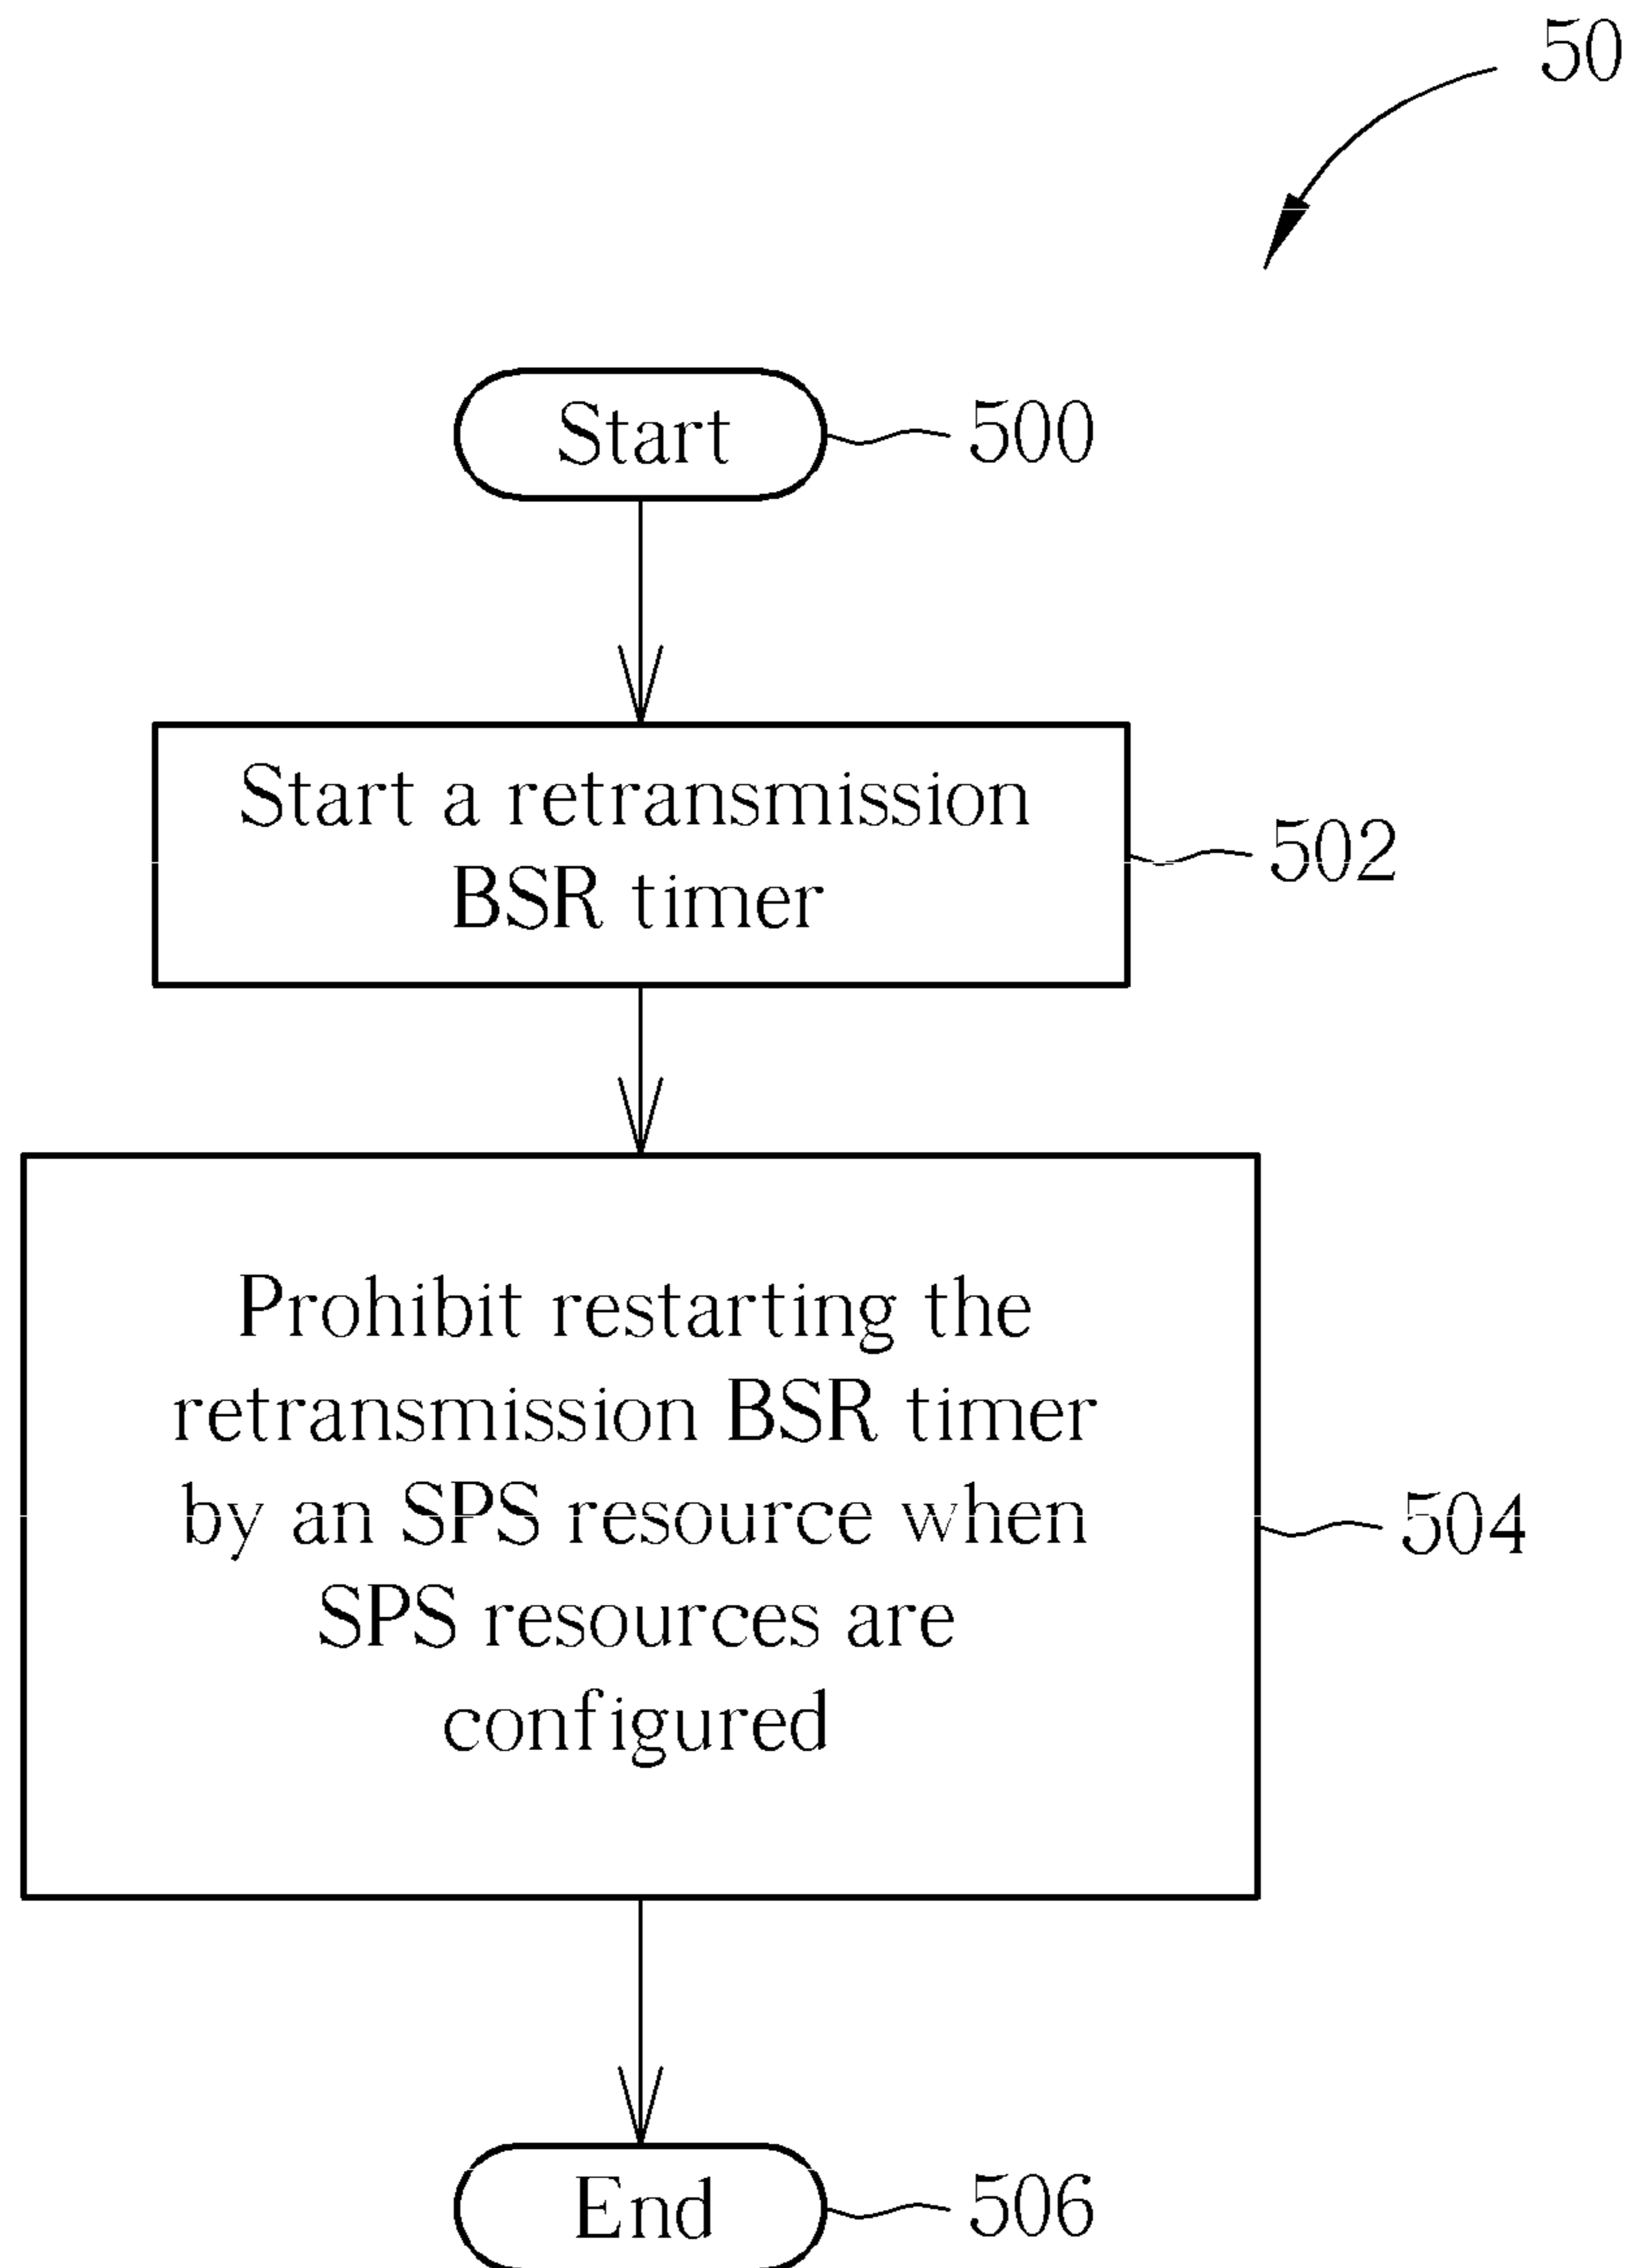 50
Start
500
Start a retransmission
BSR timer
502
Prohibit restarting the
retransmission BSR timer
by an SPS resource when
SPS resources are
configured
504
End
506